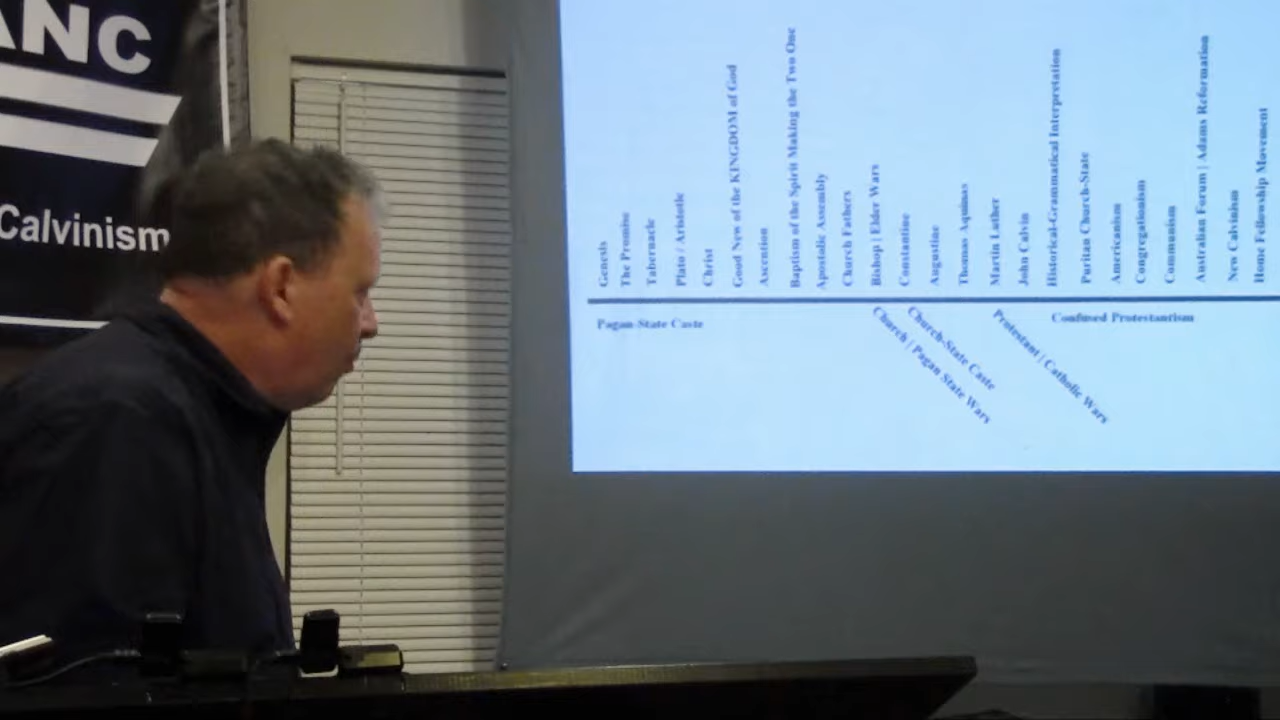 ANC
Calvinism
Genesis
The Promise
Tabernacle
Plato / Aristotle
Christ
Good New of the KINGDOM of God
Ascention
Baptism of the Spirit Making the Two One
Apostolic Assembly
Church Fathers
Bishop | Elder Wars
Constantine
Augustine
Thomas Aquinas
Martin Luther
John Calvin
Historical-Grammatical Interpretation
Puritan Church-State
Americanism
Congregationism
Communism
Australian Forum | Adams Reformation
New Calvinism
Home Fellowship Movement
Pagan-State Caste
Church | Pagan State Wars
Church-State Caste
Protestant | Catholic Wars
Confused Protestantism